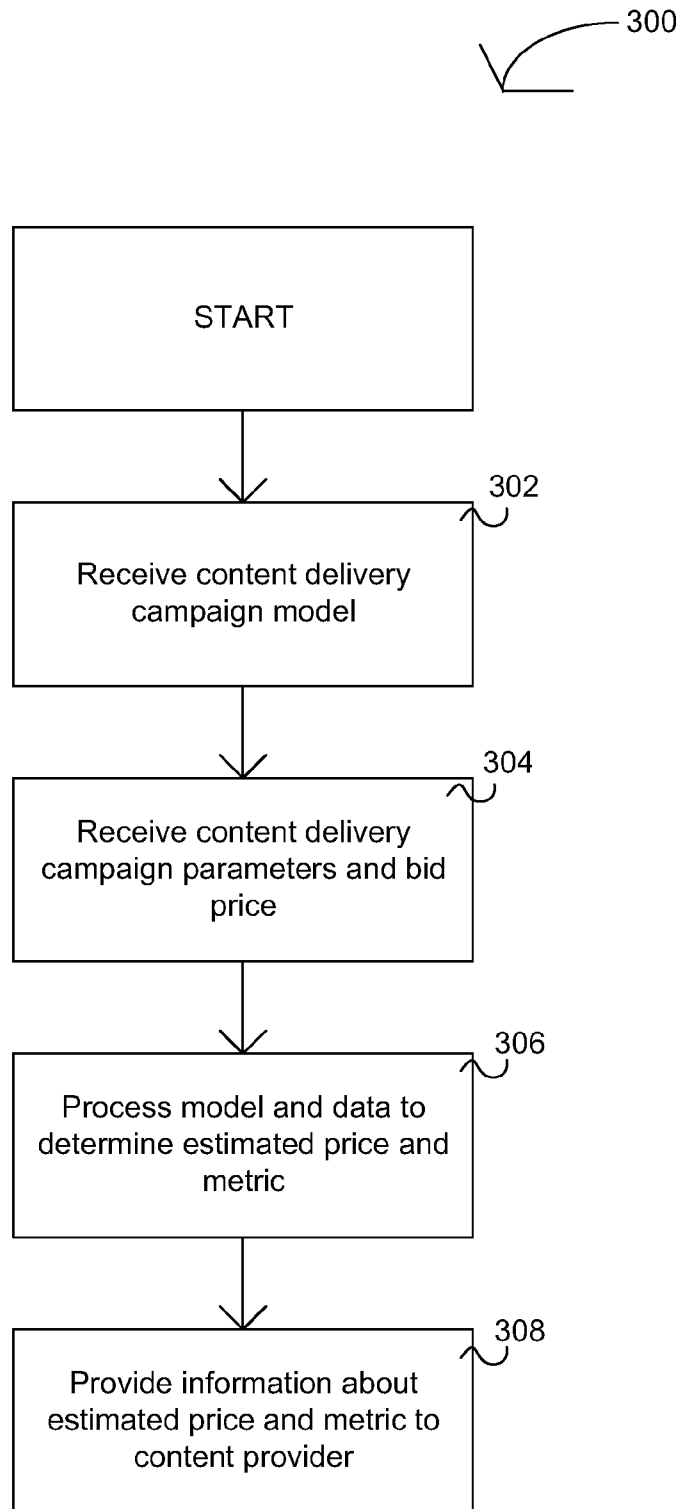 300
START
302
Receive content delivery
campaign model
304
Receive content delivery
campaign parameters and bid
price
306
Process model and data to
determine estimated price and
metric
308
Provide information about
estimated price and metric to
content provider